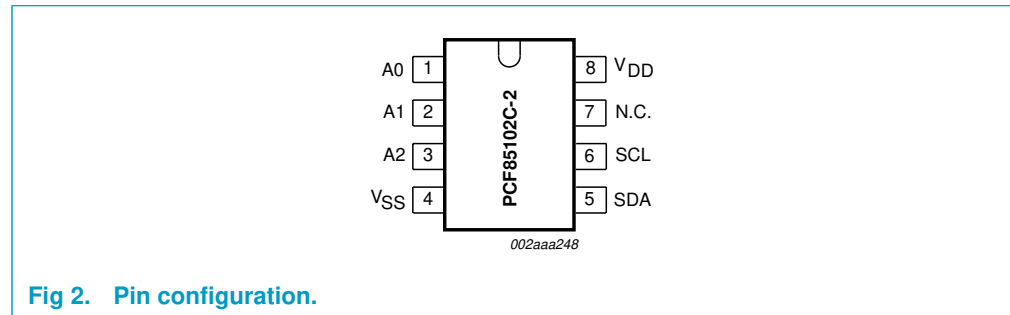 A0 1 8 VDD
A1 2 7 N.C.
A2 3 6 SCL
VSS 4 5 SDA
PCF85102C-2
002aaa248
Fig 2. Pin configuration.